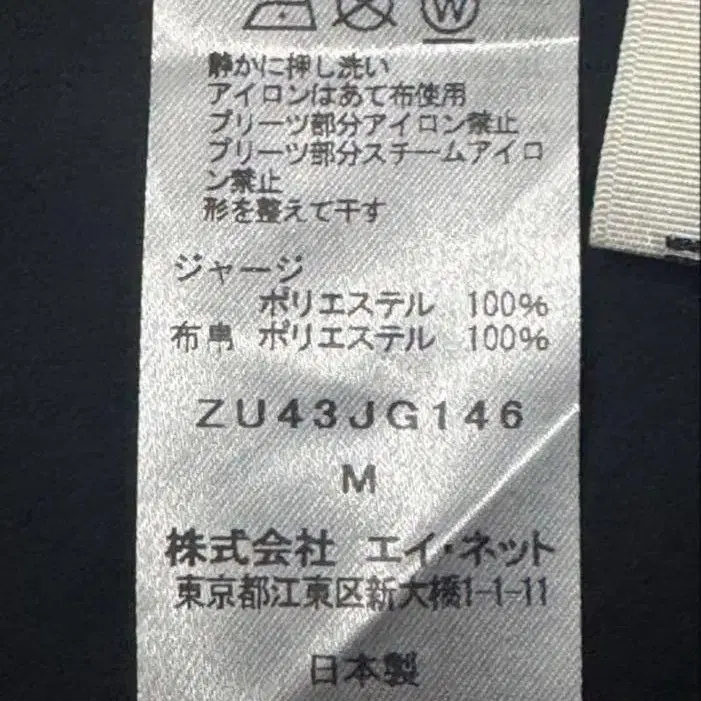 W
静かに押し洗い
アイロンはあて布使用
プリーツ部分アイロン禁止
プリーツ部分スチームアイロ
ン禁止
形を整えて干す
ジャージ
ポリエステル 100%
布帛 ポリエステル 100%
ZU43JG146
M
株式会社 エイ・ネット
東京都江東区新大橋1-1-11
日本製